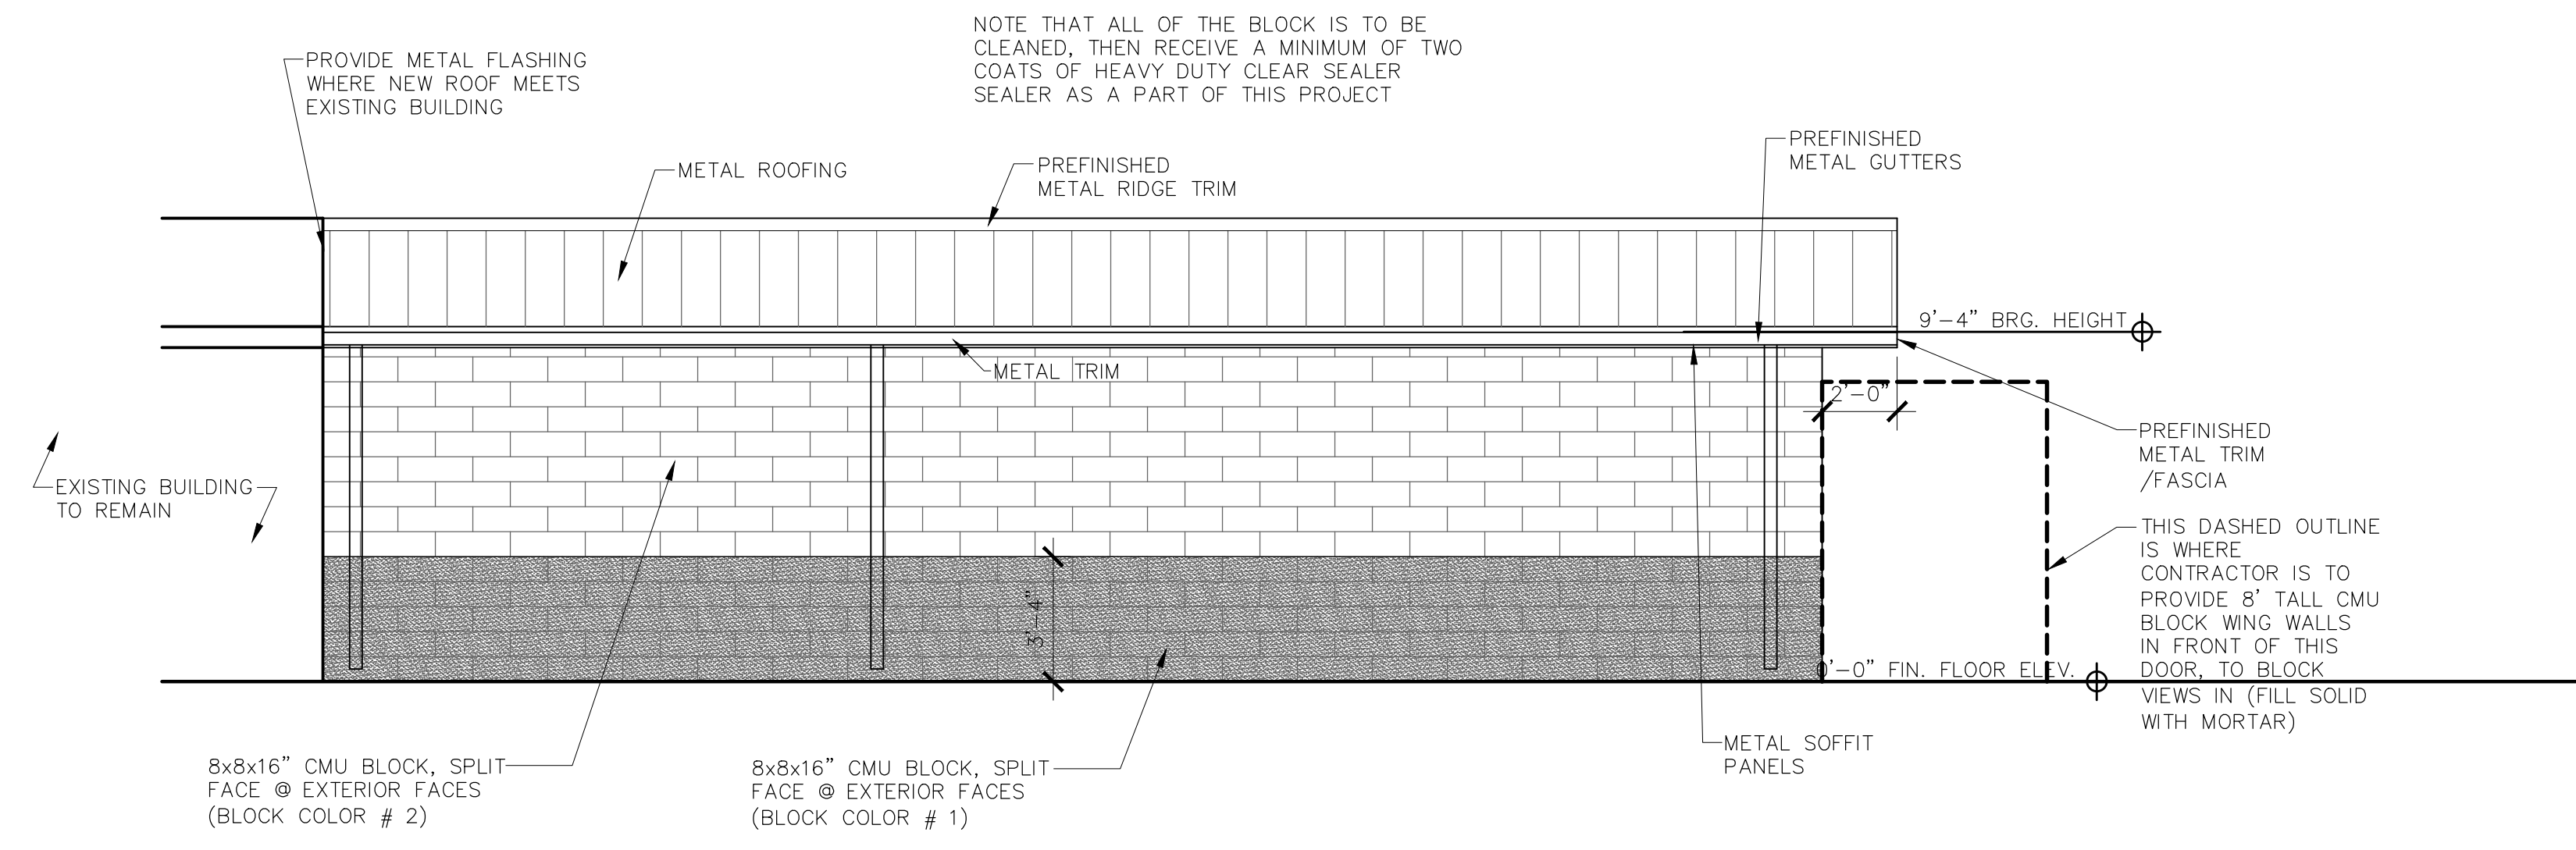 NOTE THAT ALL OF THE BLOCK IS TO BE
CLEANED, THEN RECEIVE A MINIMUM OF TWO
COATS OF HEAVY DUTY CLEAR SEALER
SEALER AS A PART OF THIS PROJECT
PROVIDE METAL FLASHING
WHERE NEW ROOF MEETS
EXISTING BUILDING
METAL ROOFING
PREFINISHED
METAL RIDGE TRIM
PREFINISHED
METAL GUTTERS
9'-4" BRG. HEIGHT
METAL TRIM
2'-0"
PREFINISHED
METAL TRIM
/FASCIA
EXISTING BUILDING
TO REMAIN
THIS DASHED OUTLINE
IS WHERE
CONTRACTOR IS TO
PROVIDE 8' TALL CMU
BLOCK WING WALLS
IN FRONT OF THIS
DOOR, TO BLOCK
VIEWS IN (FILL SOLID
WITH MORTAR)
3'-4"
0'-0" FIN. FLOOR ELEV.
METAL SOFFIT
PANELS
8x8x16" CMU BLOCK, SPLIT
FACE @ EXTERIOR FACES
(BLOCK COLOR # 2)
8x8x16" CMU BLOCK, SPLIT
FACE @ EXTERIOR FACES
(BLOCK COLOR # 1)